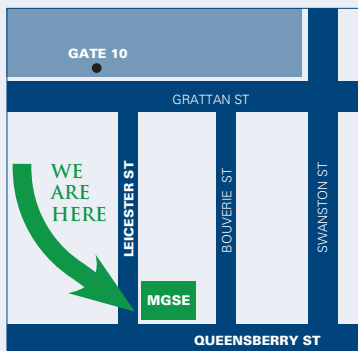 GATE 10
GRATTAN ST
WE
ARE
HERE
LEICESTER ST
BOUVERIE ST
SWANSTON ST
MGSE
QUEENSBERRY ST